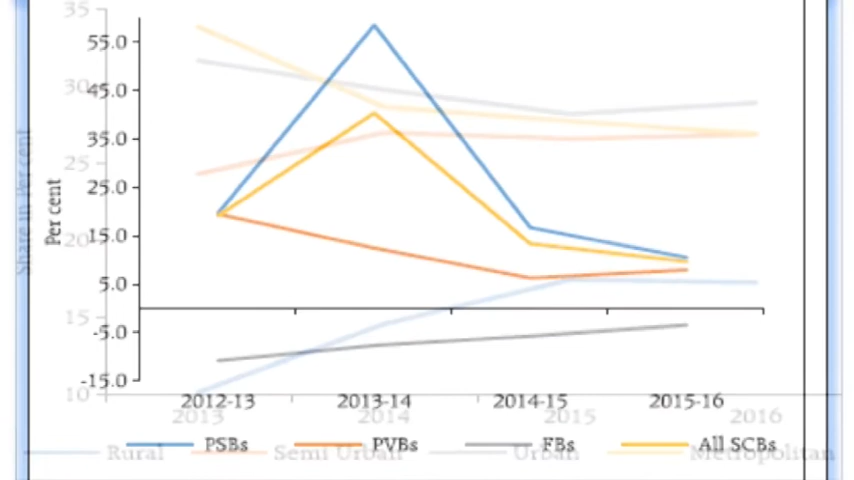 35
55.0
30
45.0
35.0
25
25.0
20
15.0
5.0
15
-5.0
-15.0
10
Per cent
Share in Per cent
2012-13 2013-14 2014-15 2015-16
2013 2014 2015 2016
PSBs PVBs FBs All SCBs
Rural Semi Urban Urban Metropolitan